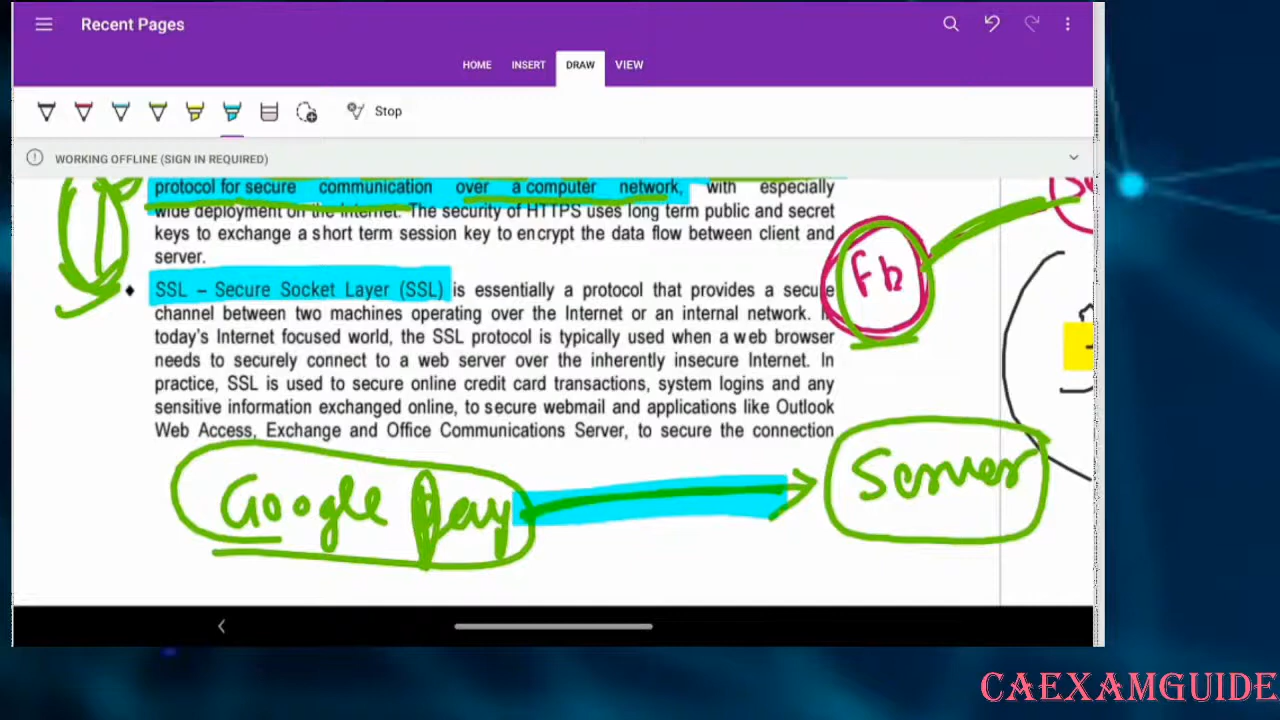 Recent Pages
HOME INSERT DRAW VIEW
Stop
WORKING OFFLINE (SIGN IN REQUIRED)
protocol for secure communication over a computer network, with especially
wide deployment on the Internet. The security of HTTPS uses long term public and secret
keys to exchange a short term session key to encrypt the data flow between client and
server.
SSL – Secure Socket Layer (SSL) is essentially a protocol that provides a secure
channel between two machines operating over the Internet or an internal network. In
today's Internet focused world, the SSL protocol is typically used when a web browser
needs to securely connect to a web server over the inherently insecure Internet. In
practice, SSL is used to secure online credit card transactions, system logins and any
sensitive information exchanged online, to secure webmail and applications like Outlook
Web Access, Exchange and Office Communications Server, to secure the connection
Fb
Google Pay
Server
CAEXAMGUIDE